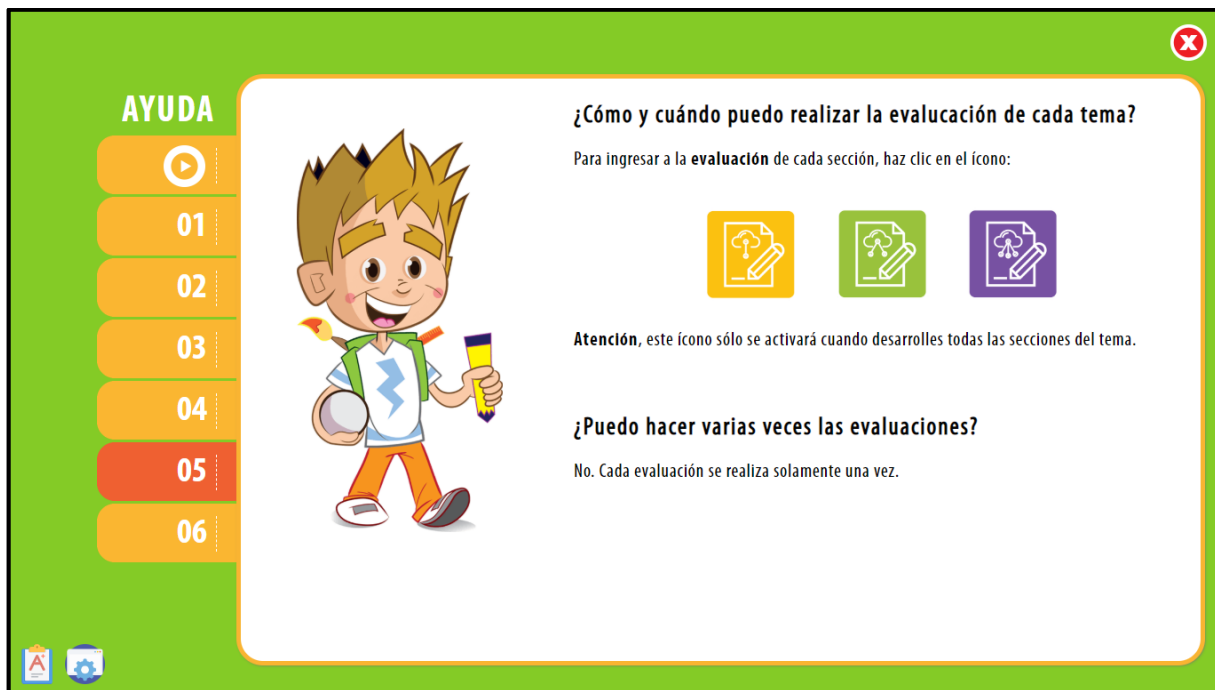 AYUDA
01
02
03
04
05
06
¿Cómo y cuándo puedo realizar la evalucación de cada tema?
Para ingresar a la evaluación de cada sección, haz clic en el ícono:
Atención, este ícono sólo se activará cuando desarrolles todas las secciones del tema.
¿Puedo hacer varias veces las evaluaciones?
No. Cada evaluación se realiza solamente una vez.
X
A+